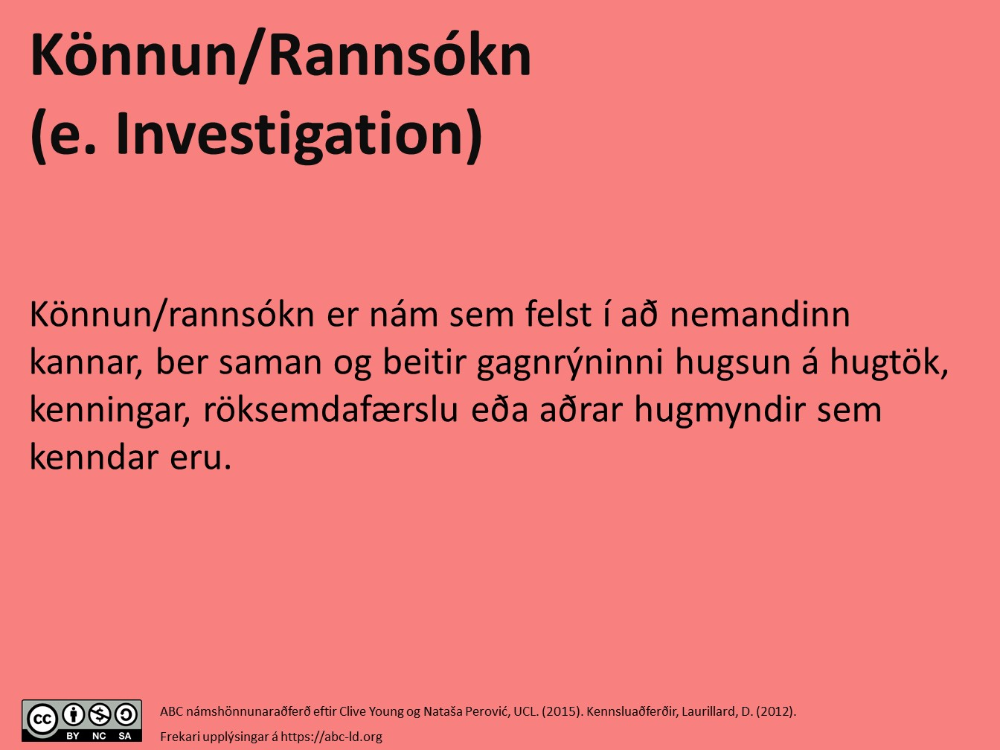 Könnun/Rannsókn
(e. Investigation)
Könnun/rannsókn er nám sem felst í að nemandinn
kannar, ber saman og beitir gagnrýninni hugsun á hugtök,
kenningar, röksemdafærslu eða aðrar hugmyndir sem
kenndar eru.
cc BY NC SA
ABC námshönnunaraðferð eftir Clive Young og Nataša Perović, UCL. (2015). Kennsluaðferðir, Laurillard, D. (2012).
Frekari upplýsingar á https://abc-ld.org